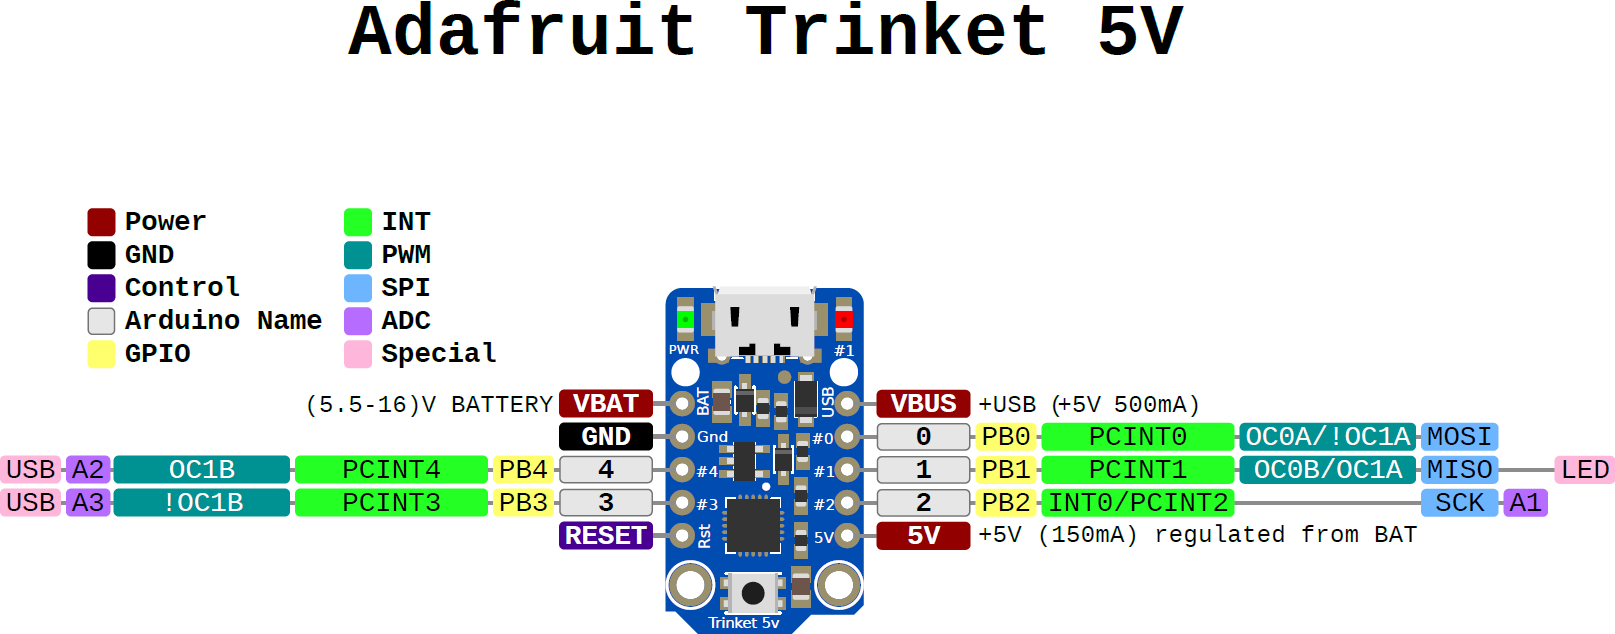 Adafruit Trinket 5V
Power INT
GND PWM
Control SPI
Arduino Name ADC
GPIO Special
PWR #1
BAT USB
(5.5-16)V BATTERY VBAT VBUS +USB (+5V 500mA)
GND Gnd #0 0 PB0 PCINT0 OC0A/!OC1A MOSI
USB A2 OC1B PCINT4 PB4 4 #4 #1 1 PB1 PCINT1 OC0B/OC1A MISO LED
USB A3 !OC1B PCINT3 PB3 3 #3 #2 2 PB2 INT0/PCINT2 SCK A1
RESET Rst 5V 5V +5V (150mA) regulated from BAT
Trinket 5v